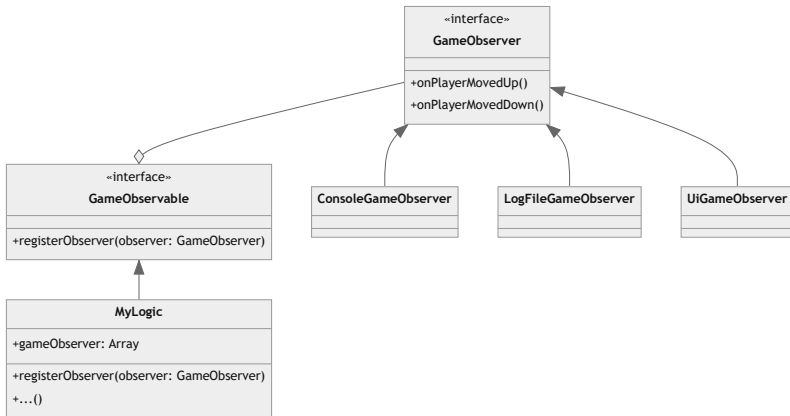 «interface»
GameObserver
+onPlayerMovedUp()
+onPlayerMovedDown()
«interface»
GameObservable
+registerObserver(observer: GameObserver)
ConsoleGameObserver
LogFileGameObserver
UiGameObserver
MyLogic
+gameObserver: Array
+registerObserver(observer: GameObserver)
+...()